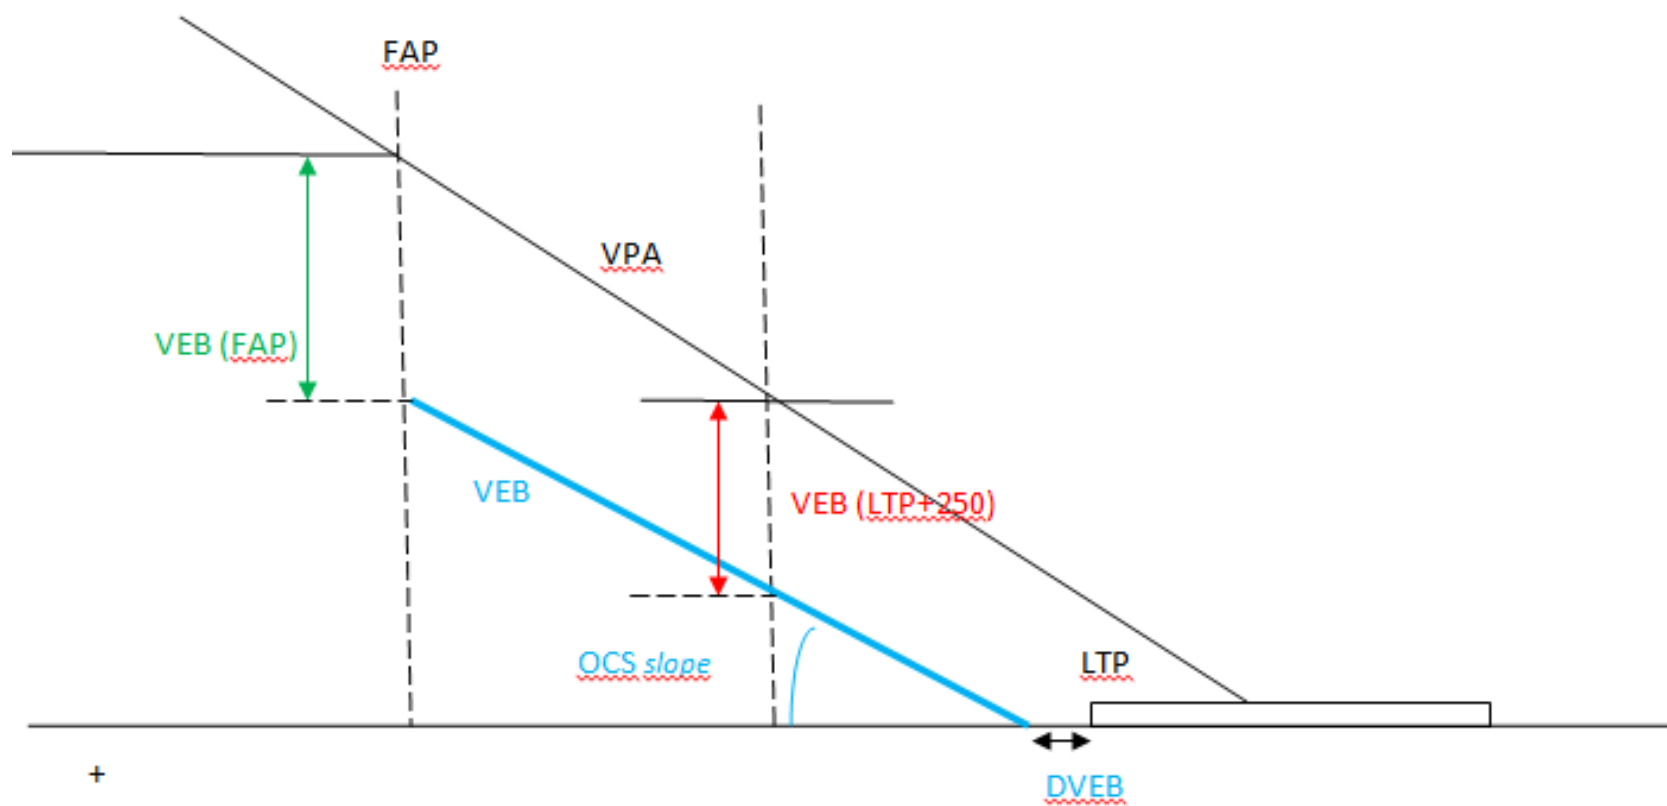 FAP
VPA
VEB (FAP)
VEB
VEB (LTP+250)
OCS slope
LTP
+
DVEB